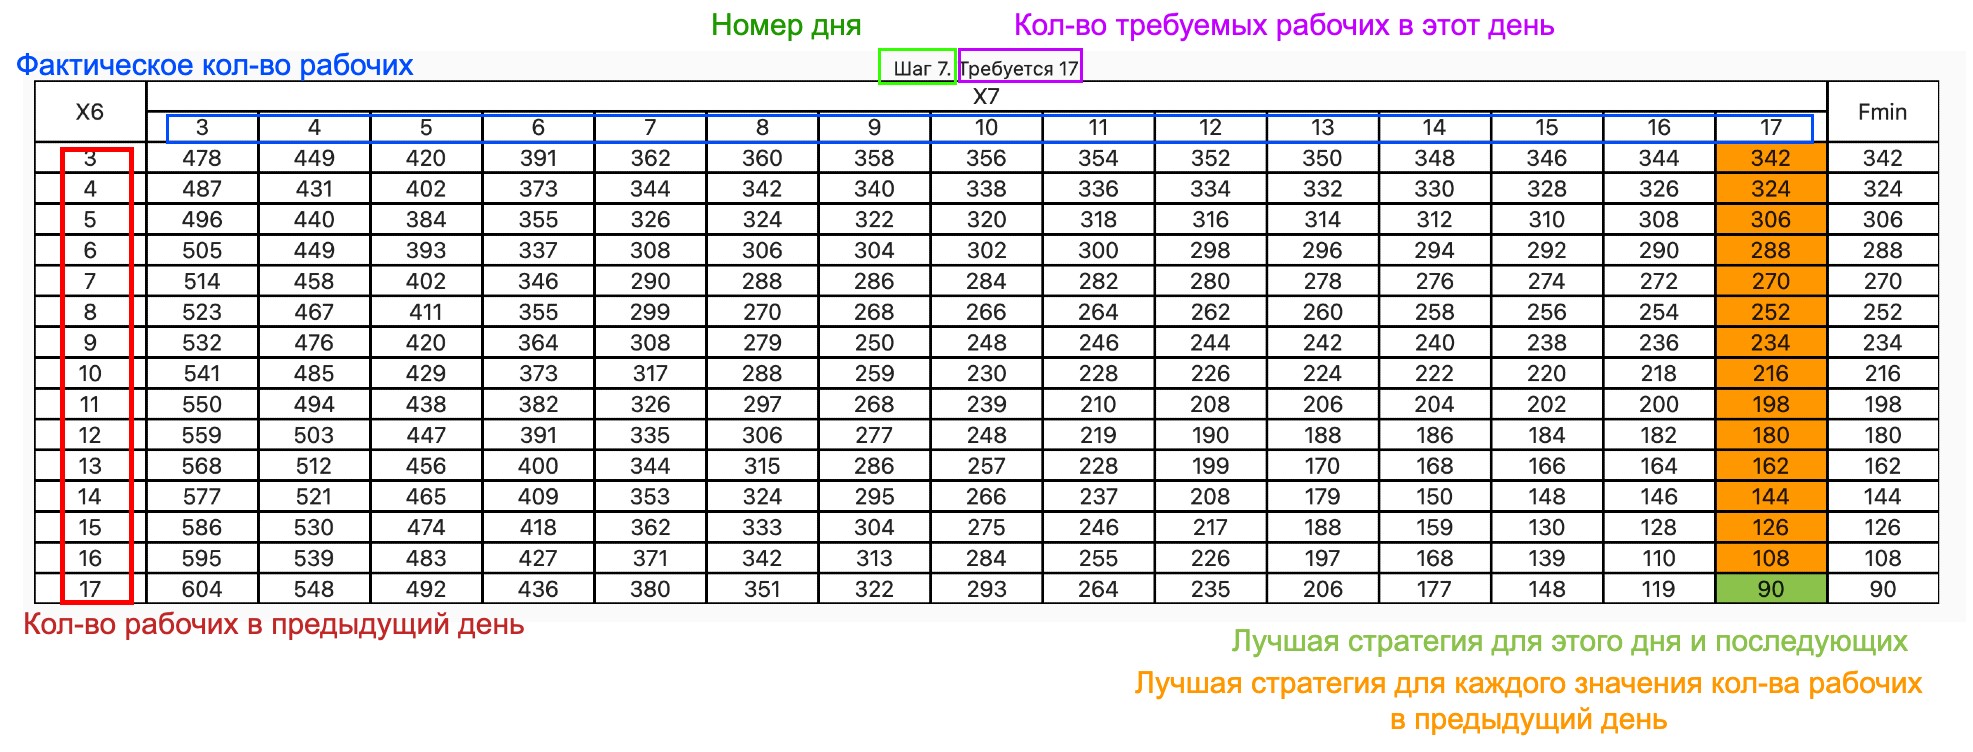 Номер дня Кол-во требуемых рабочих в этот день
Фактическое кол-во рабочих Шаг 7. Требуется 17
X6 X7 Fmin
3 4 5 6 7 8 9 10 11 12 13 14 15 16 17
3 478 449 420 391 362 360 358 356 354 352 350 348 346 344 342 342
4 487 431 402 373 344 342 340 338 336 334 332 330 328 326 324 324
5 496 440 384 355 326 324 322 320 318 316 314 312 310 308 306 306
6 505 449 393 337 308 306 304 302 300 298 296 294 292 290 288 288
7 514 458 402 346 290 288 286 284 282 280 278 276 274 272 270 270
8 523 467 411 355 299 270 268 266 264 262 260 258 256 254 252 252
9 532 476 420 364 308 279 250 248 246 244 242 240 238 236 234 234
10 541 485 429 373 317 288 259 230 228 226 224 222 220 218 216 216
11 550 494 438 382 326 297 268 239 210 208 206 204 202 200 198 198
12 559 503 447 391 335 306 277 248 219 190 188 186 184 182 180 180
13 568 512 456 400 344 315 286 257 228 199 170 168 166 164 162 162
14 577 521 465 409 353 324 295 266 237 208 179 150 148 146 144 144
15 586 530 474 418 362 333 304 275 246 217 188 159 130 128 126 126
16 595 539 483 427 371 342 313 284 255 226 197 168 139 110 108 108
17 604 548 492 436 380 351 322 293 264 235 206 177 148 119 90 90
Кол-во рабочих в предыдущий день
Лучшая стратегия для этого дня и последующих
Лучшая стратегия для каждого значения кол-ва рабочих
в предыдущий день